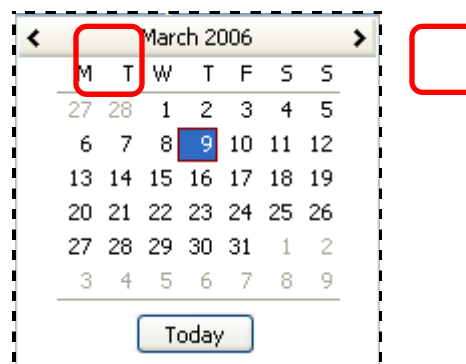 March 2006
M T W T F S S
27 28 1 2 3 4 5
6 7 8 9 10 11 12
13 14 15 16 17 18 19
20 21 22 23 24 25 26
27 28 29 30 31 1 2
3 4 5 6 7 8 9
Today